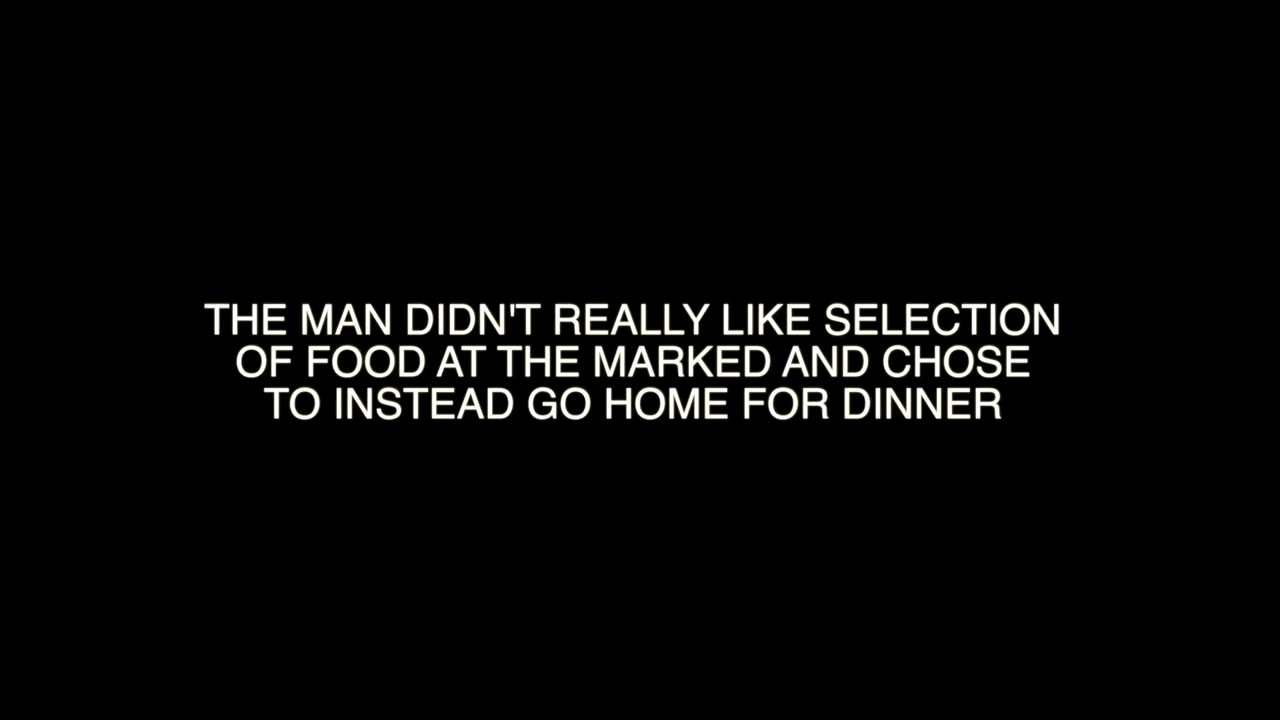 THE MAN DIDN'T REALLY LIKE SELECTION
OF FOOD AT THE MARKED AND CHOSE
TO INSTEAD GO HOME FOR DINNER